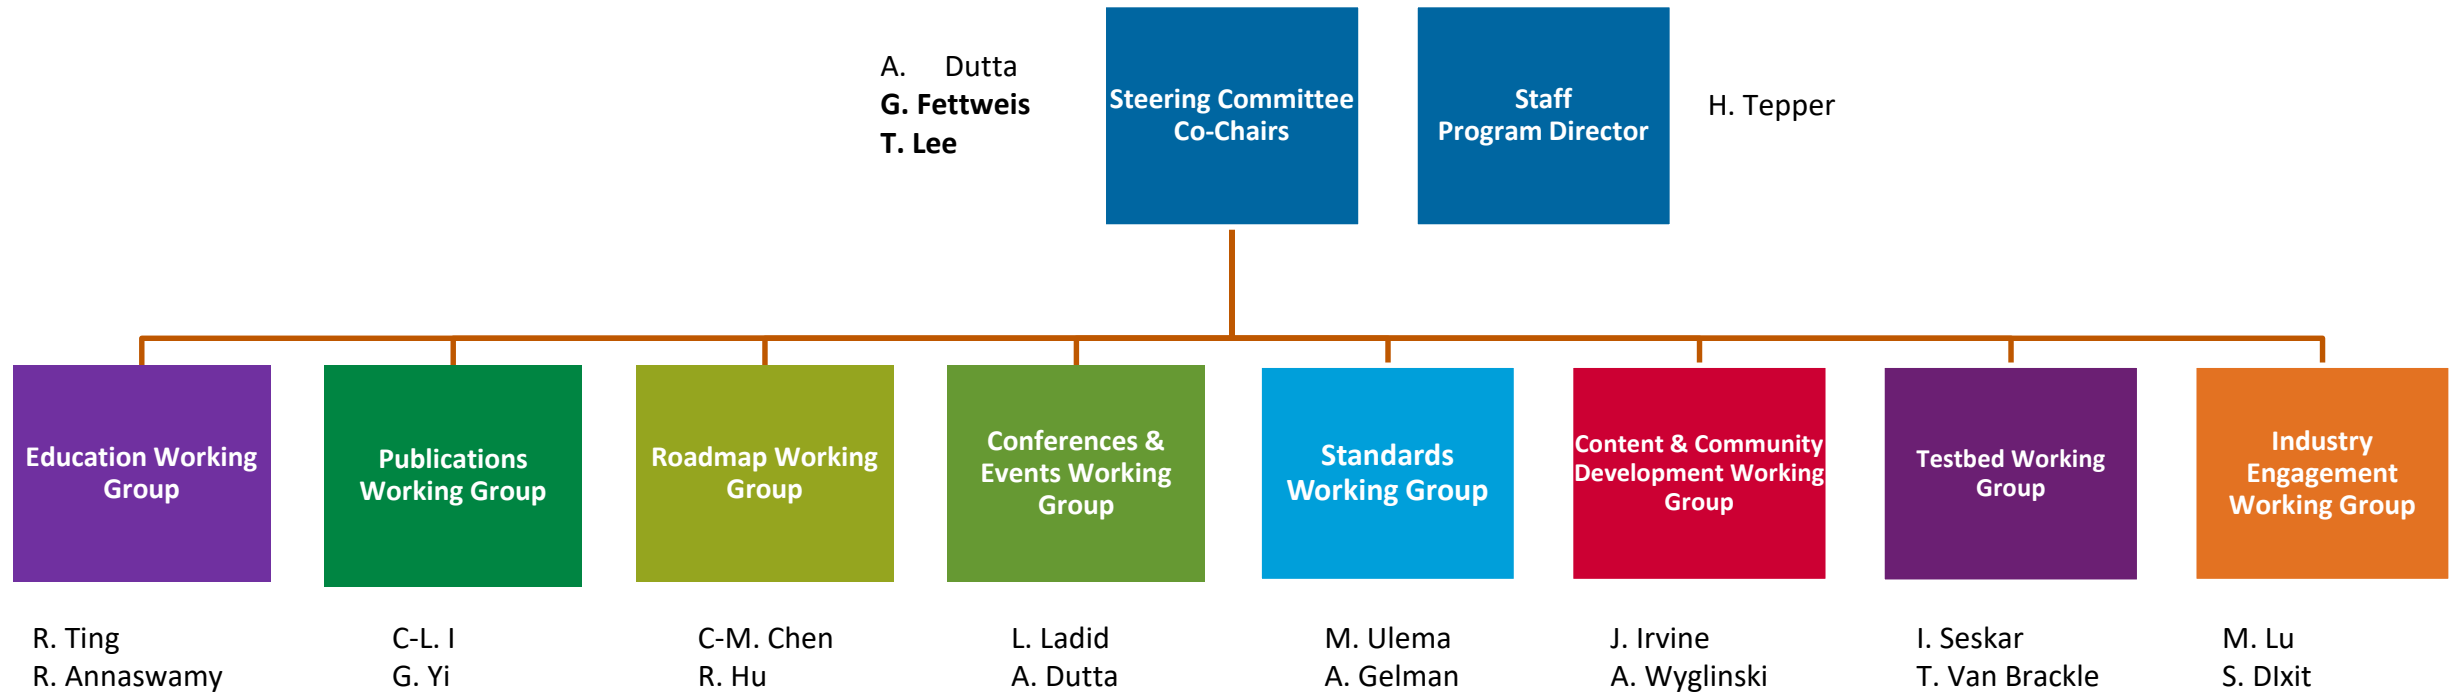 A. Dutta
G. Fettweis
T. Lee
Steering Committee
Co-Chairs
Staff
Program Director
H. Tepper
Education Working
Group
Publications
Working Group
Roadmap Working
Group
Conferences &
Events Working
Group
Standards
Working Group
Content & Community
Development Working
Group
Testbed Working
Group
Industry
Engagement
Working Group
R. Ting
R. Annaswamy
C-L. I
G. Yi
C-M. Chen
R. Hu
L. Ladid
A. Dutta
M. Ulema
A. Gelman
J. Irvine
A. Wyglinski
I. Seskar
T. Van Brackle
M. Lu
S. DIxit